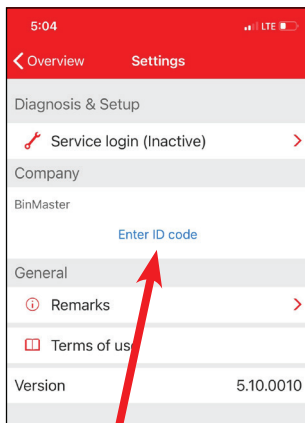 5:04
LTE
Overview
Settings
Diagnosis & Setup
Service login (Inactive)
Company
BinMaster
Enter ID code
General
Remarks
Terms of use
Version 5.10.0010